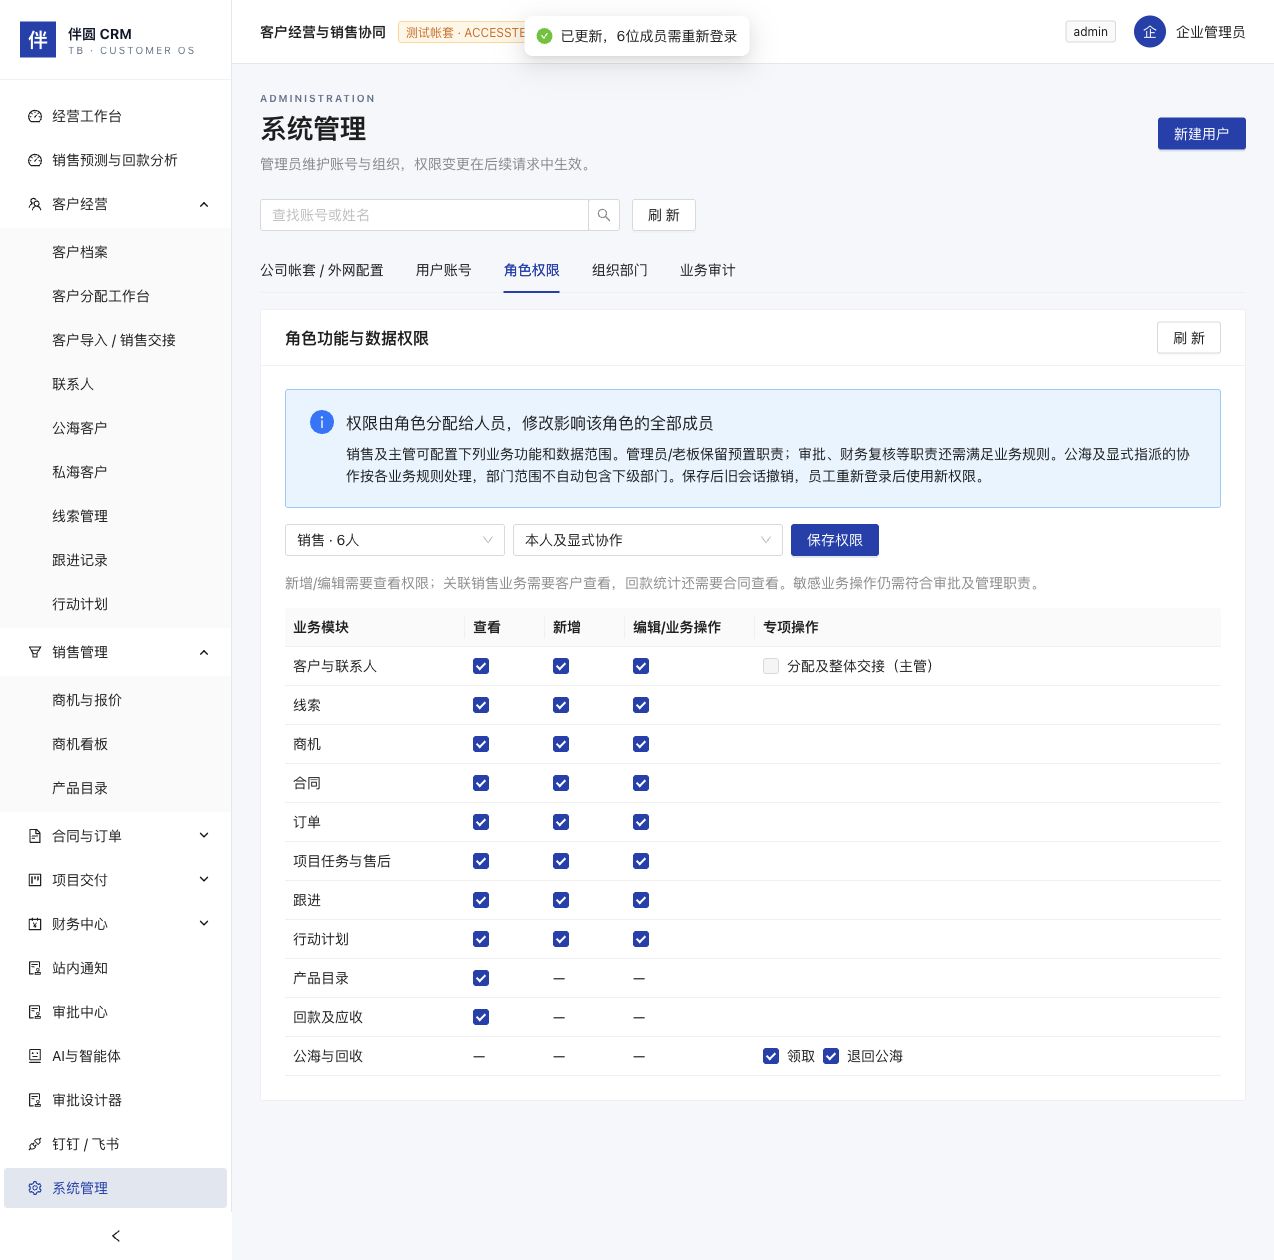 伴
伴圆 CRM
TB · CUSTOMER OS
经营工作台
销售预测与回款分析
客户经营
客户档案
客户分配工作台
客户导入 / 销售交接
联系人
公海客户
私海客户
线索管理
跟进记录
行动计划
销售管理
商机与报价
商机看板
产品目录
合同与订单
项目交付
财务中心
站内通知
审批中心
AI与智能体
审批设计器
钉钉 / 飞书
系统管理
客户经营与销售协同
测试帐套 · ACCESSTE
已更新，6位成员需重新登录
admin
企
企业管理员
ADMINISTRATION
系统管理
管理员维护账号与组织，权限变更在后续请求中生效。
新建用户
查找账号或姓名
刷 新
公司帐套 / 外网配置 用户账号 角色权限 组织部门 业务审计
角色功能与数据权限
刷 新
权限由角色分配给人员，修改影响该角色的全部成员
销售及主管可配置下列业务功能和数据范围。管理员/老板保留预置职责；审批、财务复核等职责还需满足业务规则。公海及显式指派的协
作按各业务规则处理，部门范围不自动包含下级部门。保存后旧会话撤销，员工重新登录后使用新权限。
销售 · 6人 本人及显式协作 保存权限
新增/编辑需要查看权限；关联销售业务需要客户查看，回款统计还需要合同查看。敏感业务操作仍需符合审批及管理职责。
业务模块 查看 新增 编辑/业务操作 专项操作
客户与联系人 分配及整体交接（主管）
线索
商机
合同
订单
项目任务与售后
跟进
行动计划
产品目录 — —
回款及应收 — —
公海与回收 — — — 领取 退回公海